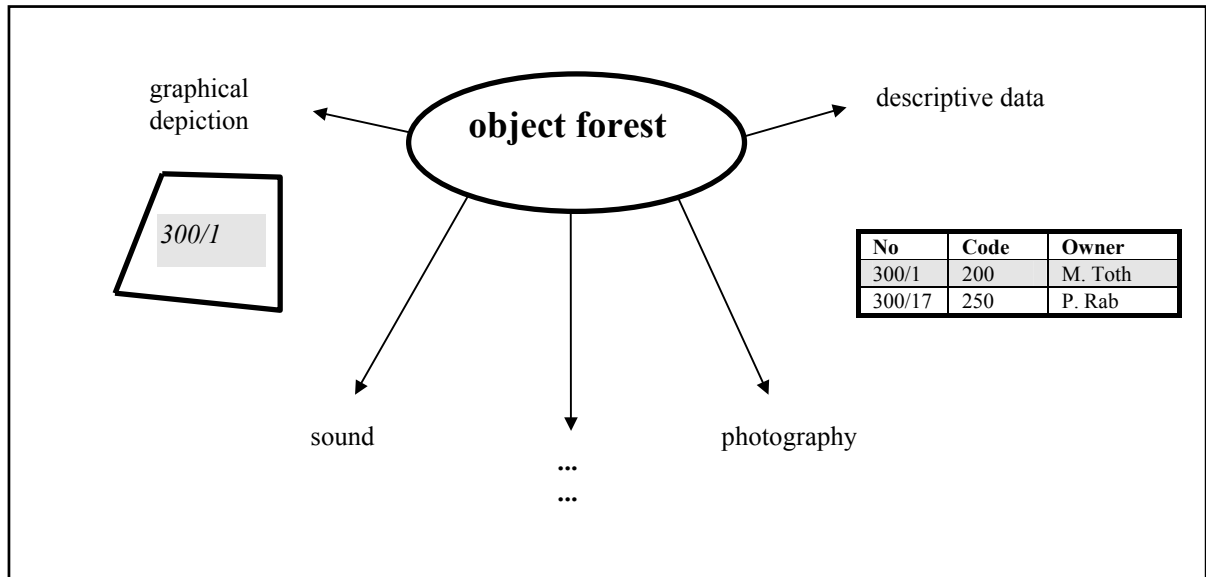 object forest
graphical
depiction
descriptive data
300/1
No Code Owner
300/1 200 M. Toth
300/17 250 P. Rab
sound
photography
...
...